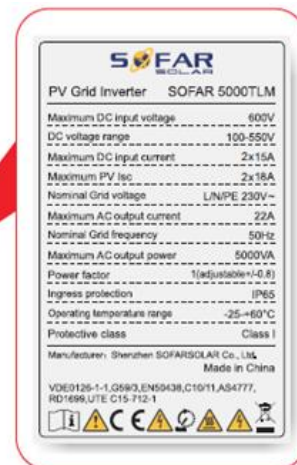 SOFAR
SOLAR
PV Grid Inverter SOFAR 5000TLM
Maximum DC input voltage 600V
DC voltage range 100-550V
Maximum DC input current 2x15A
Maximum PV Isc 2x18A
Nominal Grid voltage L/N/PE 230V~
Maximum AC output current 22A
Nominal Grid frequency 50Hz
Maximum AC output power 5000VA
Power factor 1(adjustable+/-0.8)
Ingress protection IP65
Operating temperature range -25-+60°C
Protective class Class I
Manufacturer: Shenzhen SOFARSOLAR Co., Ltd.
Made in China
VDE0126-1-1,G59/3,EN50438,C10/11,AS4777,
RD1699,UTE C15-712-1